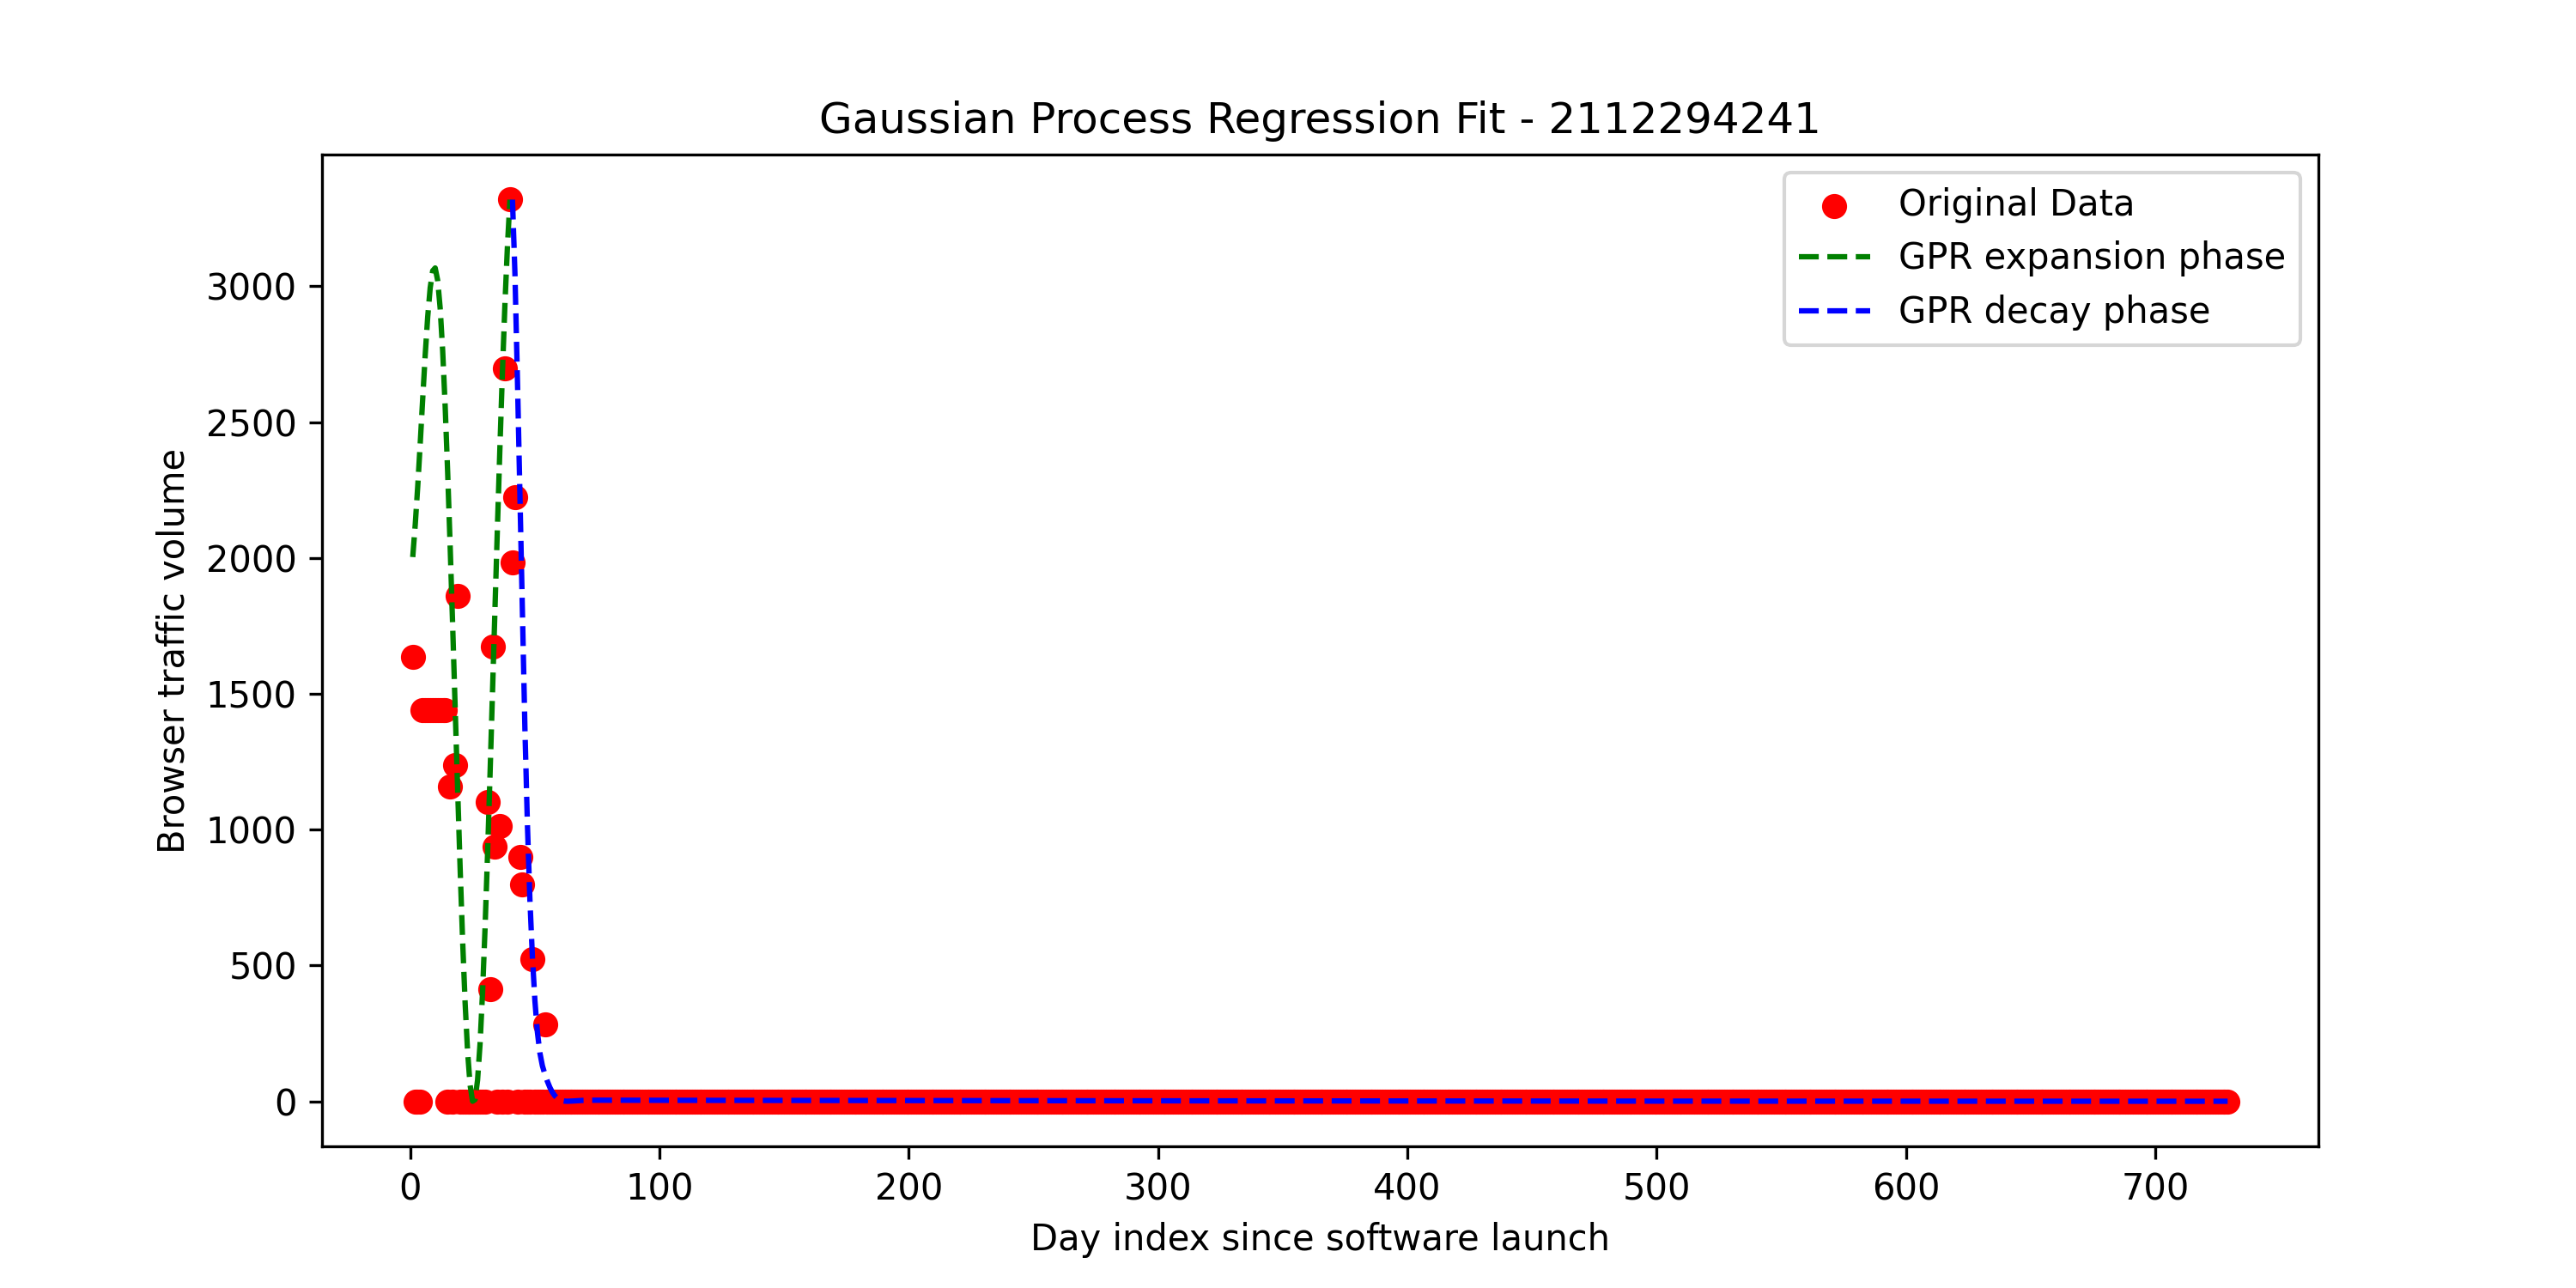 Gaussian Process Regression Fit - 2112294241
Original Data
GPR expansion phase
GPR decay phase
Browser traffic volume
3000
2500
2000
1500
1000
500
0
0 100 200 300 400 500 600 700
Day index since software launch